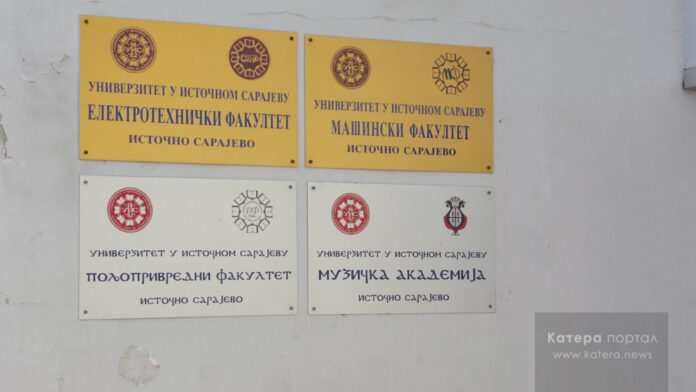 УНИВЕРЗИТЕТ У ИСТОЧНОМ САРАЈЕВУ
ЕЛЕКТРОТЕХНИЧКИ ФАКУЛТЕТ
ИСТОЧНО САРАЈЕВО
УНИВЕРЗИТЕТ У ИСТОЧНОМ САРАЈЕВУ
МАШИНСКИ ФАКУЛТЕТ
ИСТОЧНО САРАЈЕВО
УНИВЕРЗИТЕТ У ИСТОЧНОМ САРАЈЕВУ
ПОЉОПРИВРЕДНИ ФАКУЛТЕТ
ИСТОЧНО САРАЈЕВО
УНИВЕРЗИТЕТ У ИСТОЧНОМ САРАЈЕВУ
МУЗИЧКА АКАДЕМИЈА
ИСТОЧНО САРАЈЕВО
Катера портал
www.katera.news